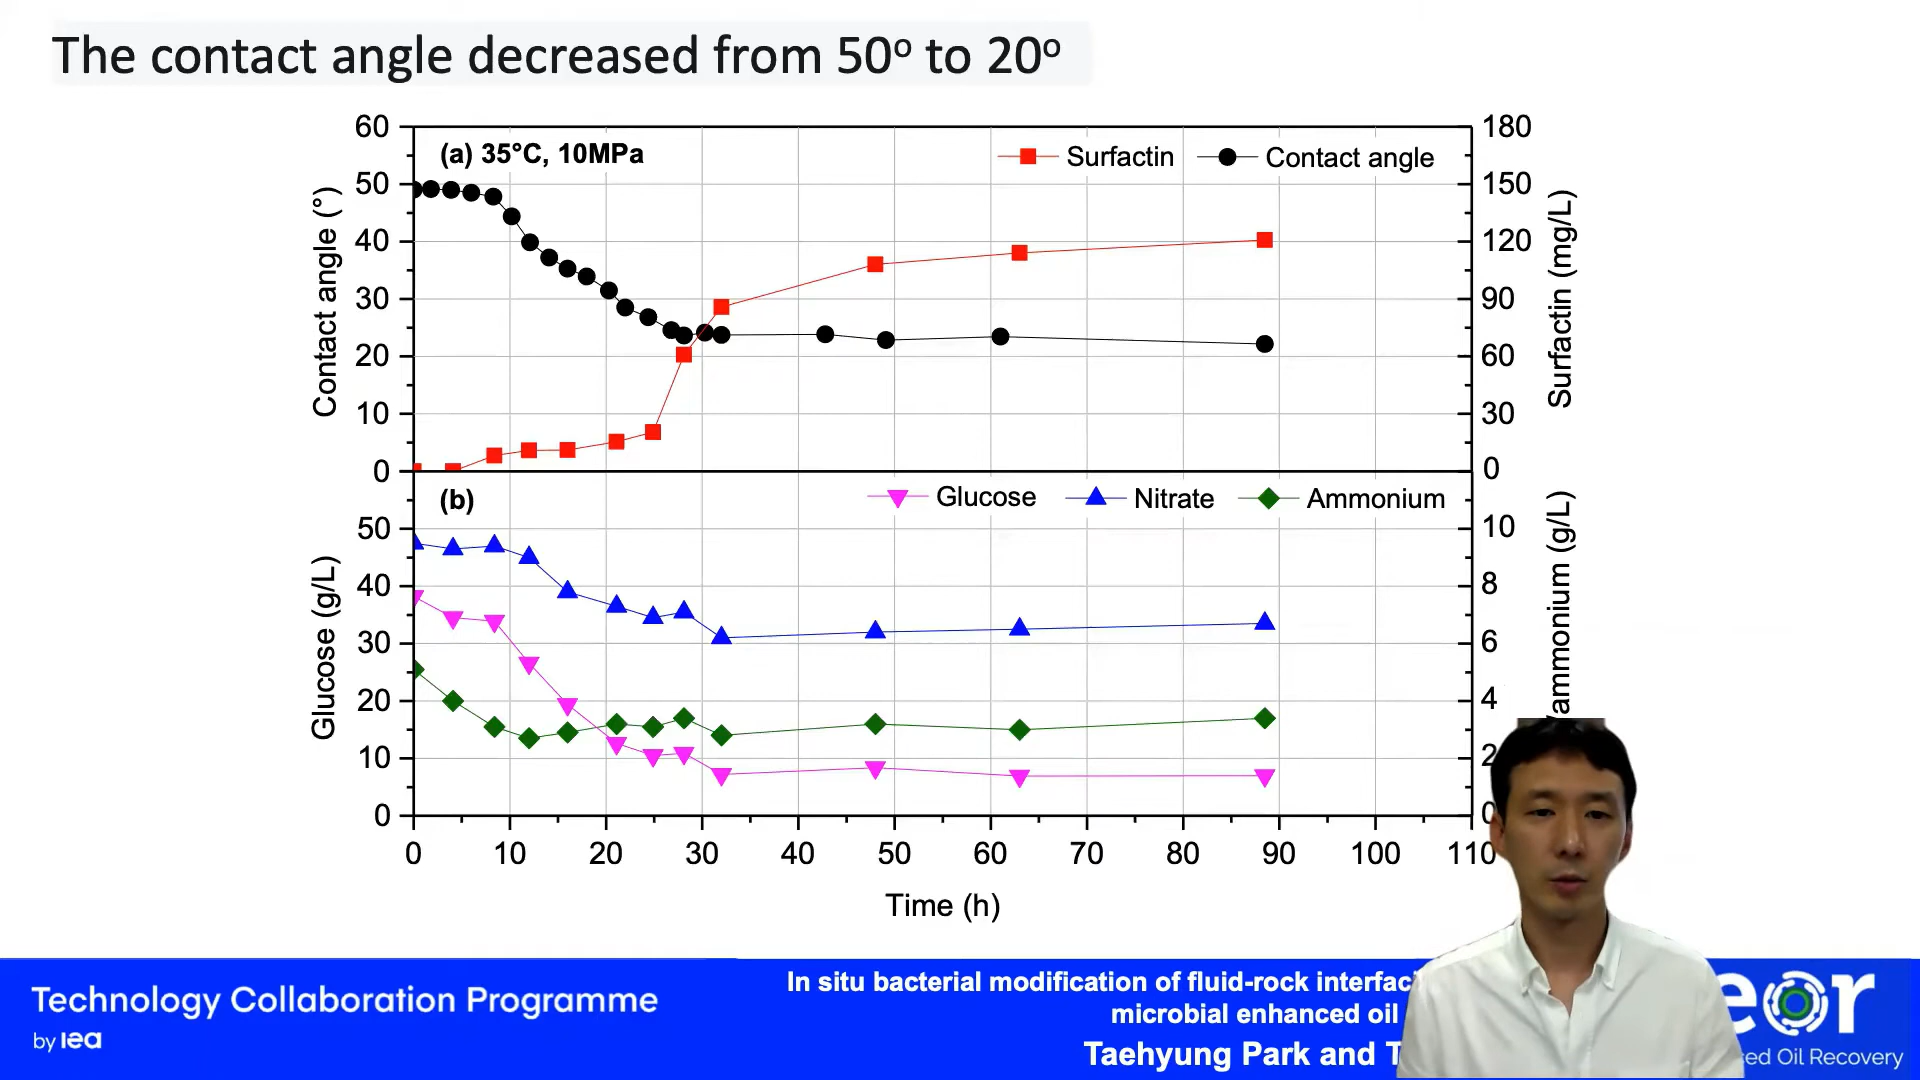 The contact angle decreased from 50º to 20º
60
50
40
30
20
10
0
Contact angle (°)
(a) 35°C, 10MPa
Surfactin
Contact angle
180
150
120
90
60
30
0
Surfactin (mg/L)
(b)
Glucose
Nitrate
Ammonium
50
40
30
20
10
0
Glucose (g/L)
10
8
6
4
2
0
/ammonium (g/L)
0 10 20 30 40 50 60 70 80 90 100 110
Time (h)
Technology Collaboration Programme
by iea
In situ bacterial modification of fluid-rock
microbial enhanced oil
Taehyung Park and
eor
Oil Recovery